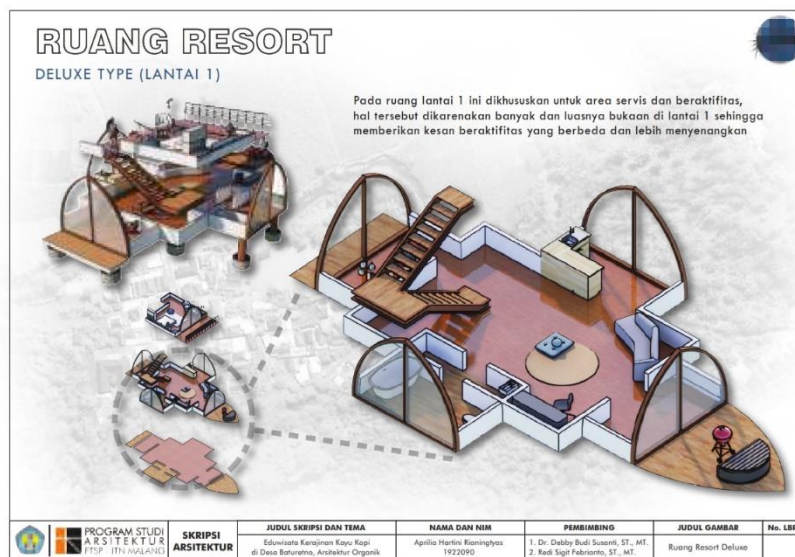 RUANG RESORT
DELUXE TYPE (LANTAI 1)
Pada ruang lantai 1 ini dikhususkan untuk area servis dan beraktifitas,
hal tersebut dikarenakan banyak dan luasnya bukaan di lantai 1 sehingga
memberikan kesan beraktifitas yang berbeda dan lebih menyenangkan
PROGRAM STUDI
ARSITEKTUR
FTSP - ITN MALANG
SKRIPSI
ARSITEKTUR
JUDUL SKRIPSI DAN TEMA
Eduwisata Kerajinan Kayu Kopi
di Desa Baturetno, Arsitektur Organik
NAMA DAN NIM
Aprilia Hartini Rianingtyas
1922090
PEMBIMBING
1. Dr. Debby Budi Susanti, ST., MT.
2. Redi Sigit Febrianto, ST., MT.
JUDUL GAMBAR
Ruang Resort Deluxe
No. LBR